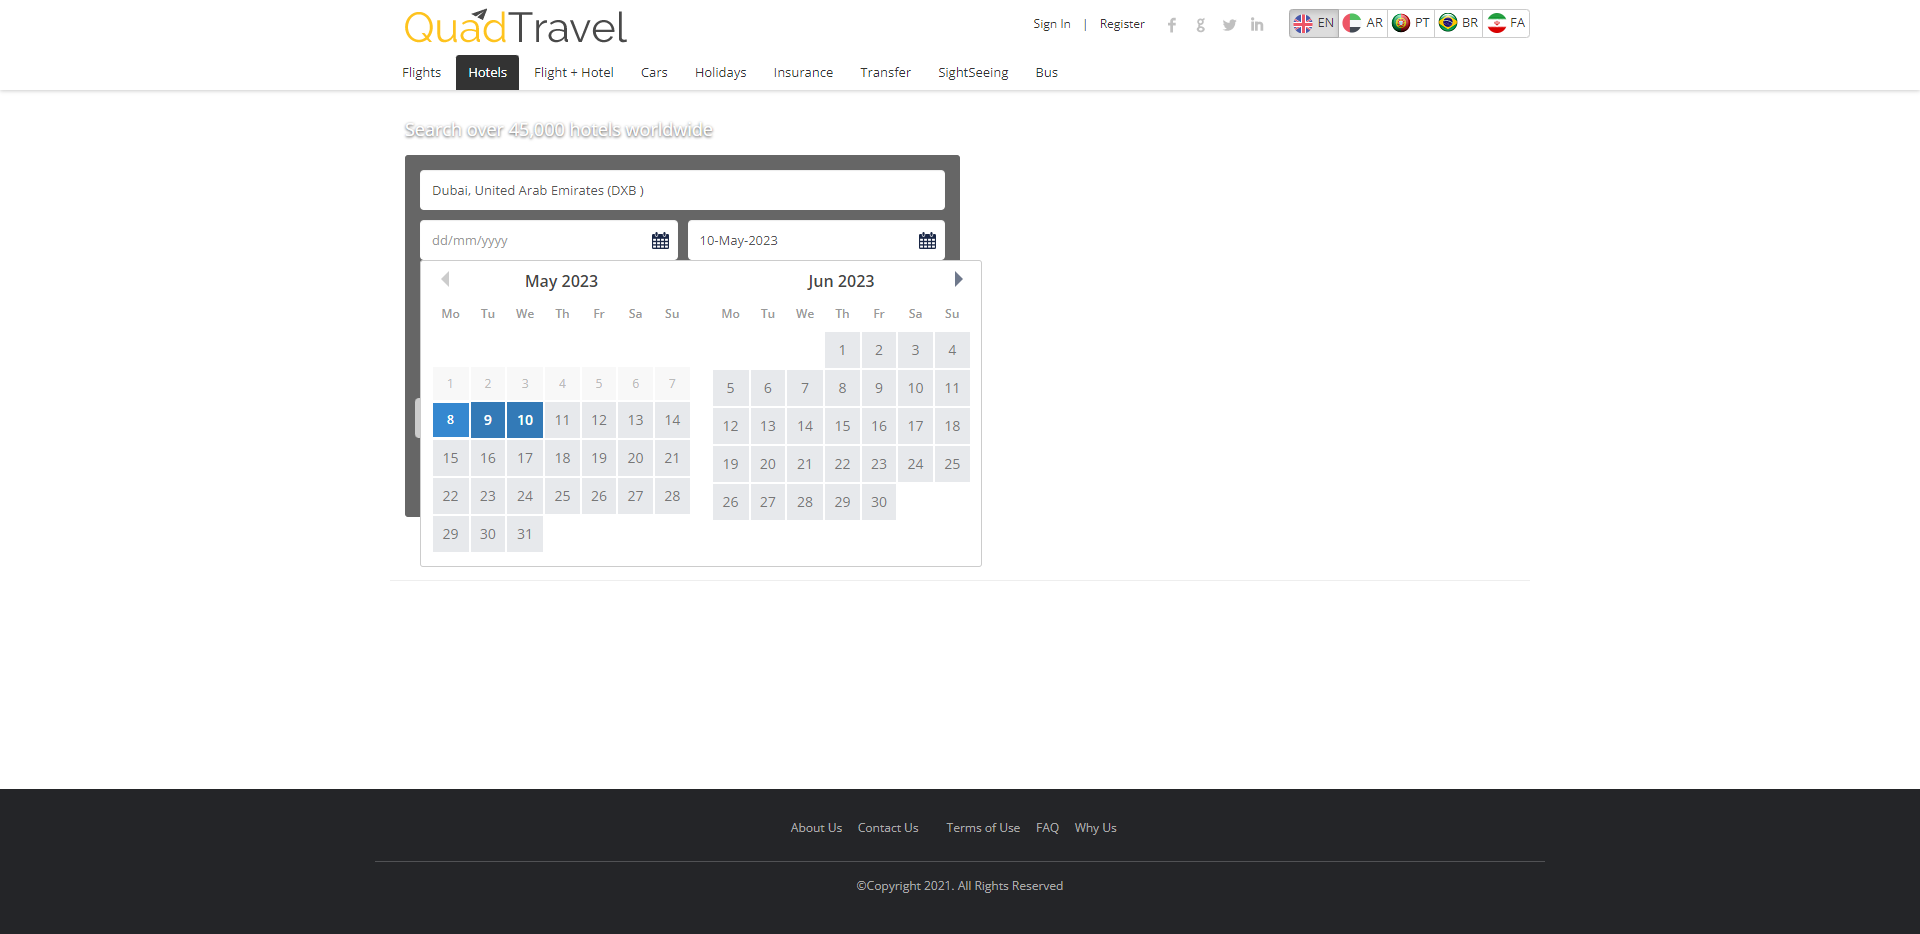 QuadTravel
Sign In | Register
EN AR PT BR FA
Flights Hotels Flight + Hotel Cars Holidays Insurance Transfer SightSeeing Bus
Search over 45,000 hotels worldwide
Dubai, United Arab Emirates (DXB )
dd/mm/yyyy 10-May-2023
May 2023 Jun 2023
Mo Tu We Th Fr Sa Su Mo Tu We Th Fr Sa Su
1 2 3 4
1 2 3 4 5 6 7 5 6 7 8 9 10 11
8 9 10 11 12 13 14 12 13 14 15 16 17 18
15 16 17 18 19 20 21 19 20 21 22 23 24 25
22 23 24 25 26 27 28 26 27 28 29 30
29 30 31
About Us Contact Us Terms of Use FAQ Why Us
©Copyright 2021. All Rights Reserved